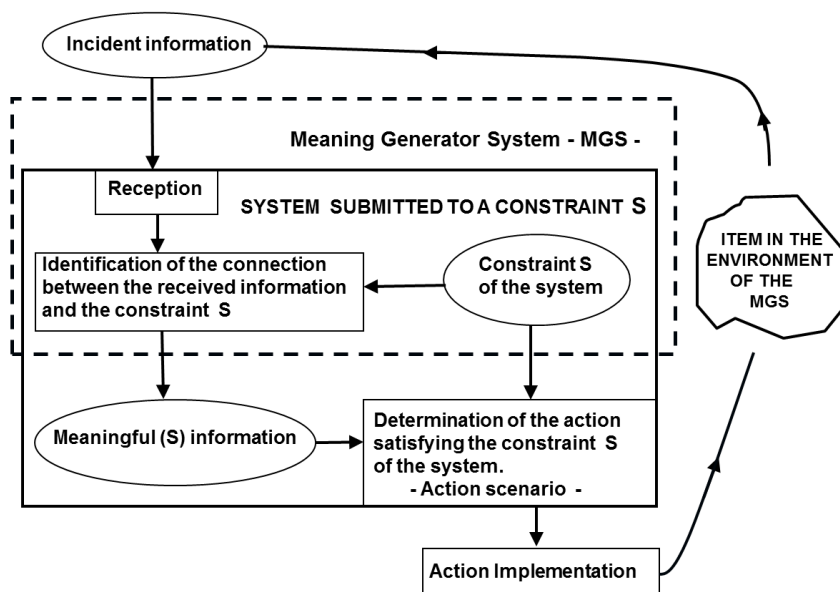 Incident information
Meaning Generator System - MGS -
Reception
SYSTEM SUBMITTED TO A CONSTRAINT S
Identification of the connection
between the received information
and the constraint S
Constraint S
of the system
ITEM IN THE
ENVIRONMENT
OF THE
MGS
Meaningful (S) information
Determination of the action
satisfying the constraint S
of the system.
- Action scenario -
Action Implementation